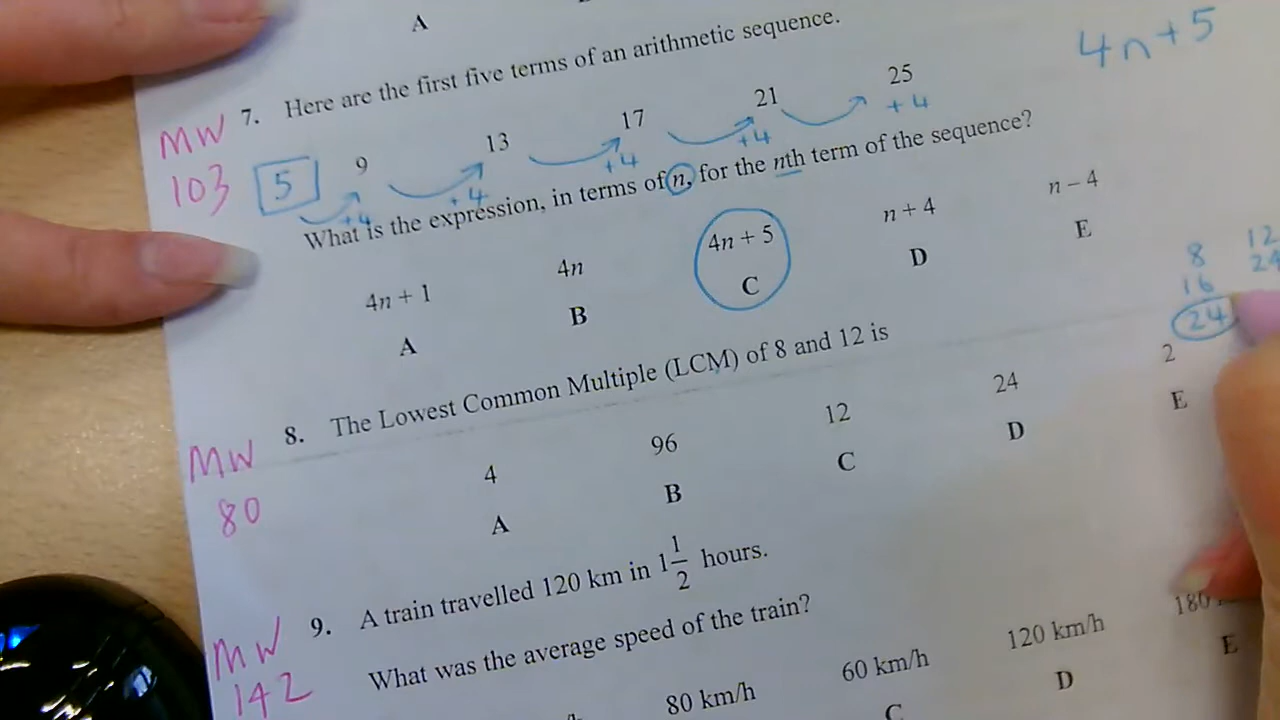 A
7. Here are the first five terms of an arithmetic sequence.
4n+5
MW
103
5 9 13 17 21 25
+4 +4 +4 +4 +4
What is the expression, in terms of n, for the nth term of the sequence?
4n + 1 4n 4n + 5 n + 4 n − 4
A B C D E
8 12
16 24
24
8. The Lowest Common Multiple (LCM) of 8 and 12 is
MW
80
4 96 12 24 2
A B C D E
9. A train travelled 120 km in 1 1/2 hours.
MW
142
What was the average speed of the train?
80 km/h 60 km/h 120 km/h 180
C D E